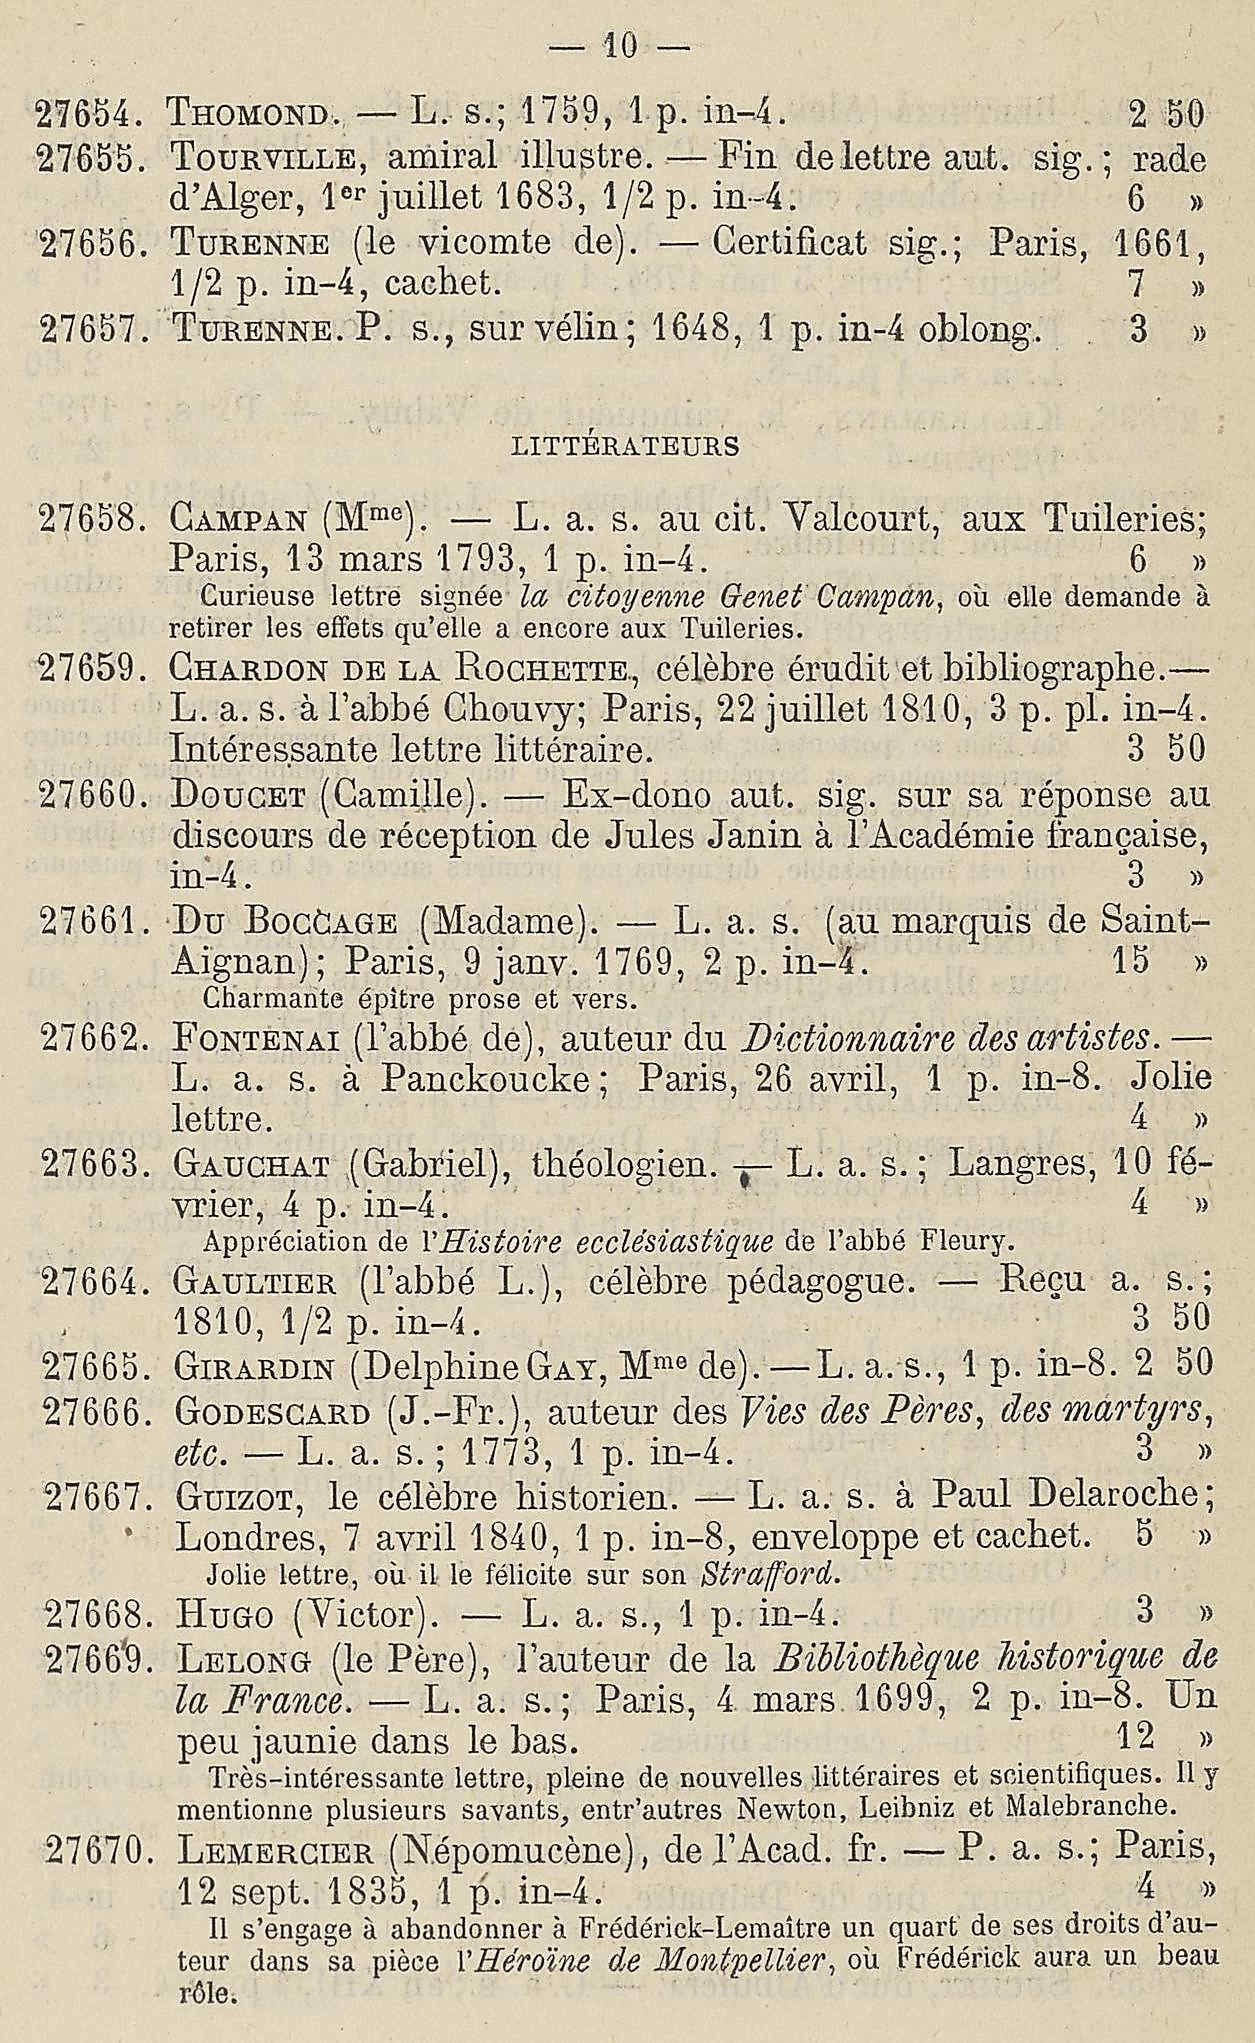 — 10 —
27654. THOMOND. — L. s.; 1759, 1 p. in-4. 2 50
27655. TOURVILLE, amiral illustre. — Fin de lettre aut. sig.; rade
d'Alger, 1er juillet 1683, 1/2 p. in-4. 6 »
27656. TURENNE (le vicomte de). — Certificat sig.; Paris, 1661,
1/2 p. in-4, cachet. 7 »
27657. TURENNE. P. s., sur vélin; 1648, 1 p. in-4 oblong. 3 »
LITTÉRATEURS
27658. CAMPAN (Mme). — L. a. s. au cit. Valcourt, aux Tuileries;
Paris, 13 mars 1793, 1 p. in-4. 6 »
Curieuse lettre signée la citoyenne Genet Campan, où elle demande à
retirer les effets qu'elle a encore aux Tuileries.
27659. CHARDON DE LA ROCHETTE, célèbre érudit et bibliographe.—
L. a. s. à l'abbé Chouvy; Paris, 22 juillet 1810, 3 p. pl. in-4.
Intéressante lettre littéraire. 3 50
27660. DOUCET (Camille). — Ex-dono aut. sig. sur sa réponse au
discours de réception de Jules Janin à l'Académie française,
in-4. 3 »
27661. DU BOCCAGE (Madame). — L. a. s. (au marquis de Saint-
Aignan); Paris, 9 janv. 1769, 2 p. in-4. 15 »
Charmante épître prose et vers.
27662. FONTENAI (l'abbé de), auteur du Dictionnaire des artistes. —
L. a. s. à Panckoucke; Paris, 26 avril, 1 p. in-8. Jolie
lettre. 4 »
27663. GAUCHAT (Gabriel), théologien. — L. a. s.; Langres, 10 fé-
vrier, 4 p. in-4. 4 »
Appréciation de l'Histoire ecclésiastique de l'abbé Fleury.
27664. GAULTIER (l'abbé L.), célèbre pédagogue. — Reçu a. s.;
1810, 1/2 p. in-4. 3 50
27665. GIRARDIN (Delphine GAY, Mme de). — L. a. s., 1 p. in-8. 2 50
27666. GODESCARD (J.-Fr.), auteur des Vies des Pères, des martyrs,
etc. — L. a. s.; 1773, 1 p. in-4. 3 »
27667. GUIZOT, le célèbre historien. — L. a. s. à Paul Delaroche;
Londres, 7 avril 1840, 1 p. in-8, enveloppe et cachet. 5 »
Jolie lettre, où il le félicite sur son Strafford.
27668. HUGO (Victor). — L. a. s., 1 p. in-4. 3 »
27669. LELONG (le Père), l'auteur de la Bibliothèque historique de
la France. — L. a. s.; Paris, 4 mars 1699, 2 p. in-8. Un
peu jaunie dans le bas. 12 »
Très-intéressante lettre, pleine de nouvelles littéraires et scientifiques. Il y
mentionne plusieurs savants, entr'autres Newton, Leibniz et Malebranche.
27670. LEMERCIER (Népomucène), de l'Acad. fr. — P. a. s.; Paris,
12 sept. 1835, 1 p. in-4. 4 »
Il s'engage à abandonner à Frédérick-Lemaître un quart de ses droits d'au-
teur dans sa pièce l'Héroïne de Montpellier, où Frédérick aura un beau
rôle.